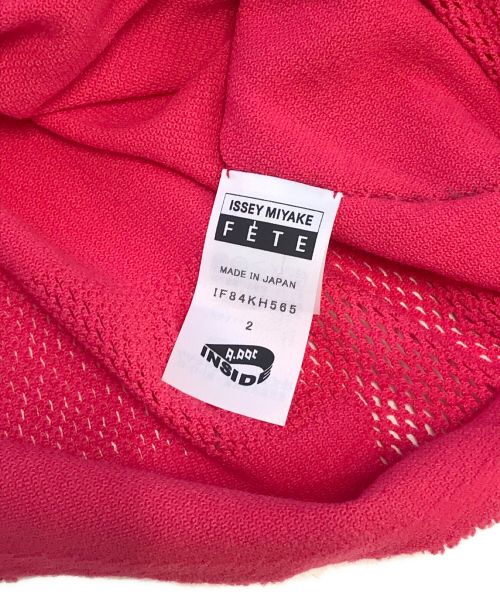 ISSEY MIYAKE
FÊTE
MADE IN JAPAN
IF84KH565
2
A.POC
INSIDE